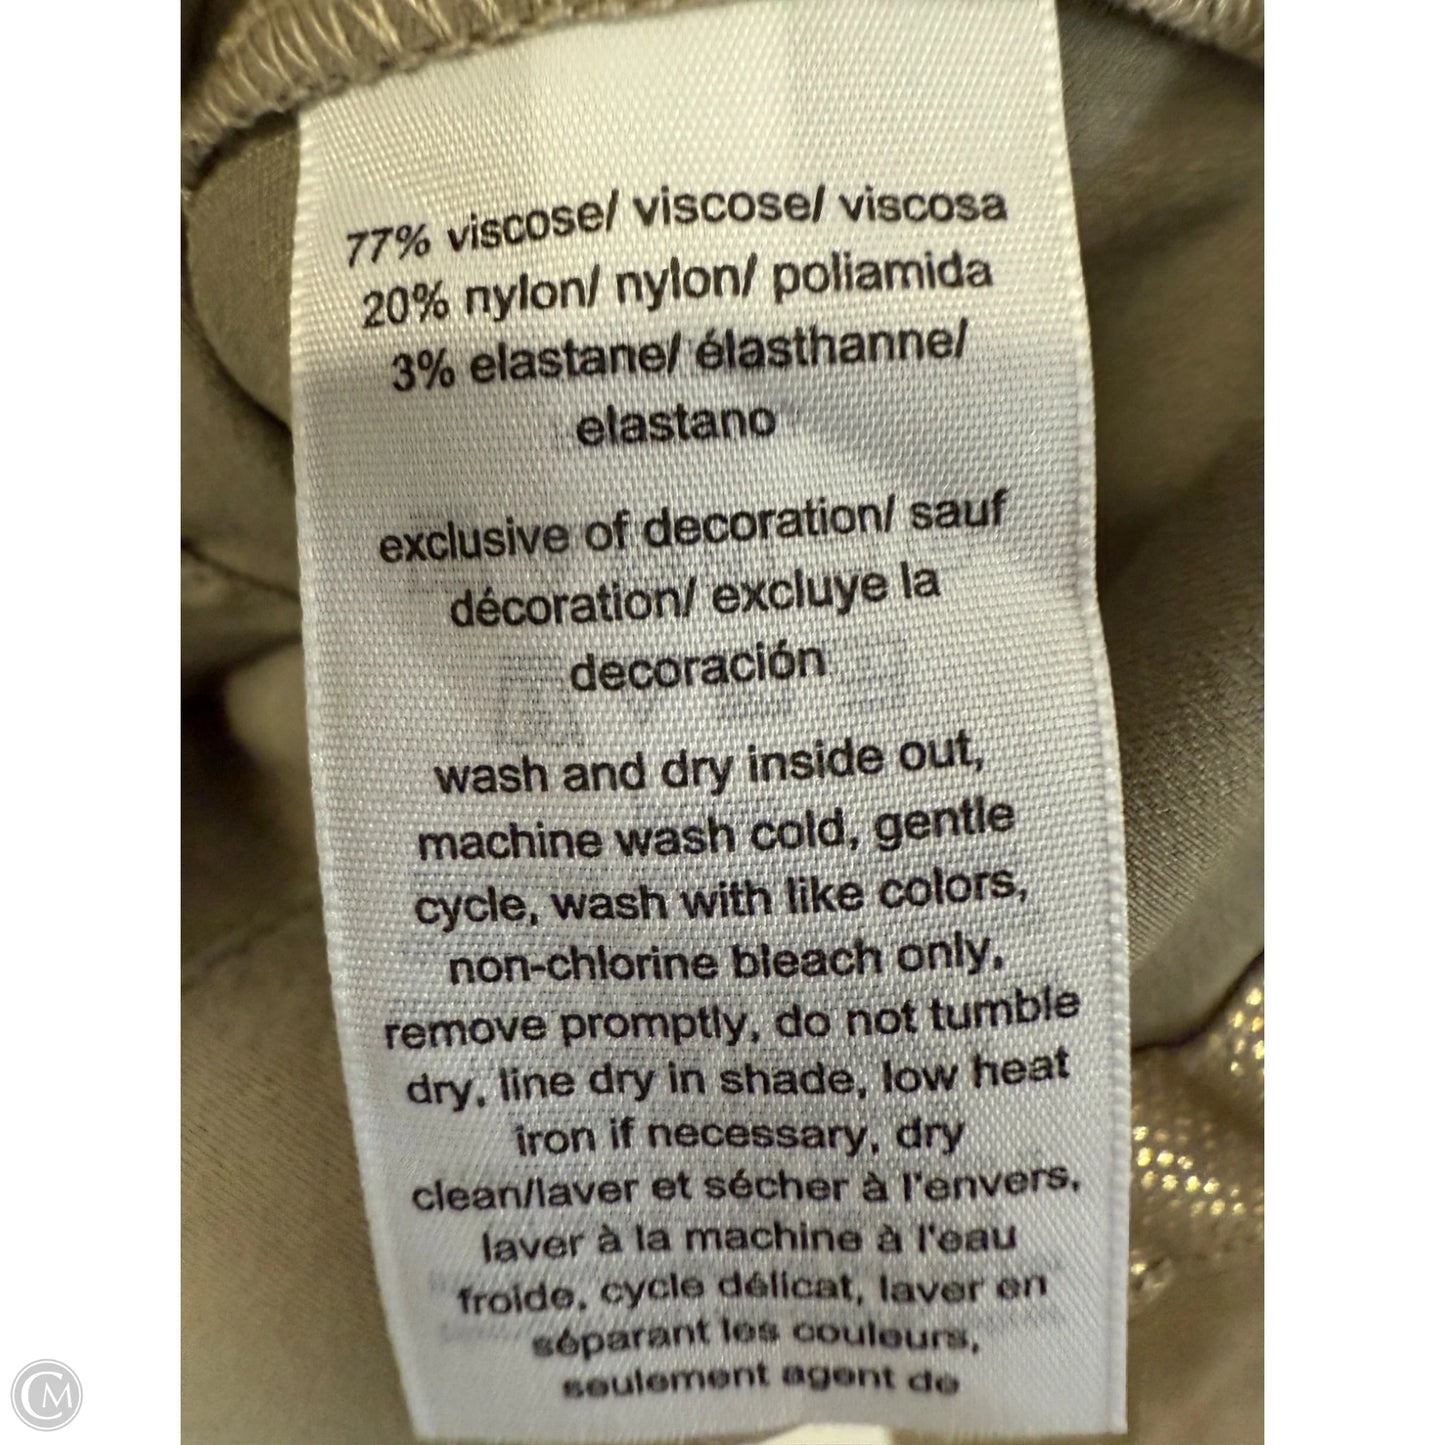 77% viscose/ viscose/ viscosa
20% nylon/ nylon/ poliamida
3% elastane/ élasthanne/
elastano
exclusive of decoration/ sauf
décoration/ excluye la
decoración
wash and dry inside out,
machine wash cold, gentle
cycle, wash with like colors,
non-chlorine bleach only,
remove promptly, do not tumble
dry, line dry in shade, low heat
iron if necessary, dry
clean/laver et sécher à l'envers,
laver à la machine à l'eau
froide, cycle délicat, laver en
séparant les couleurs,
seulement agent de
CM